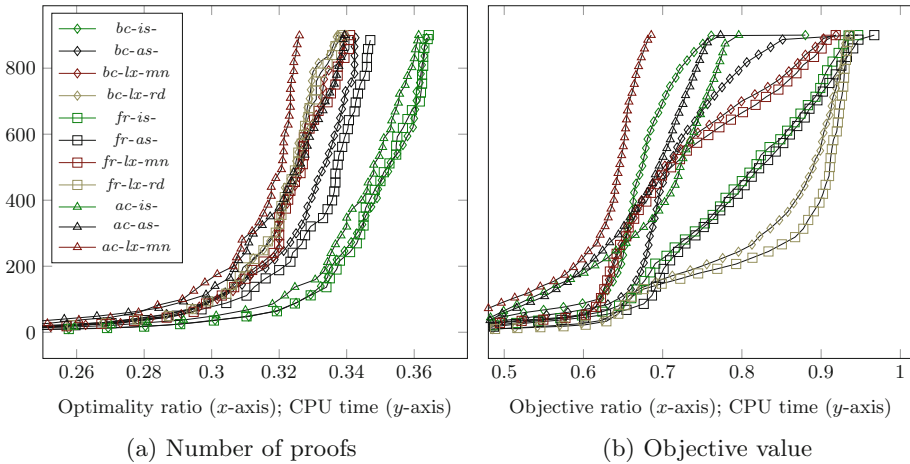 bc-is-
bc-as-
bc-lx-mn
bc-lx-rd
fr-is-
fr-as-
fr-lx-mn
fr-lx-rd
ac-is-
ac-as-
ac-lx-mn
800
600
400
200
0
0.26 0.28 0.3 0.32 0.34 0.36
Optimality ratio (x-axis); CPU time (y-axis)
(a) Number of proofs
0.5 0.6 0.7 0.8 0.9 1
Objective ratio (x-axis); CPU time (y-axis)
(b) Objective value